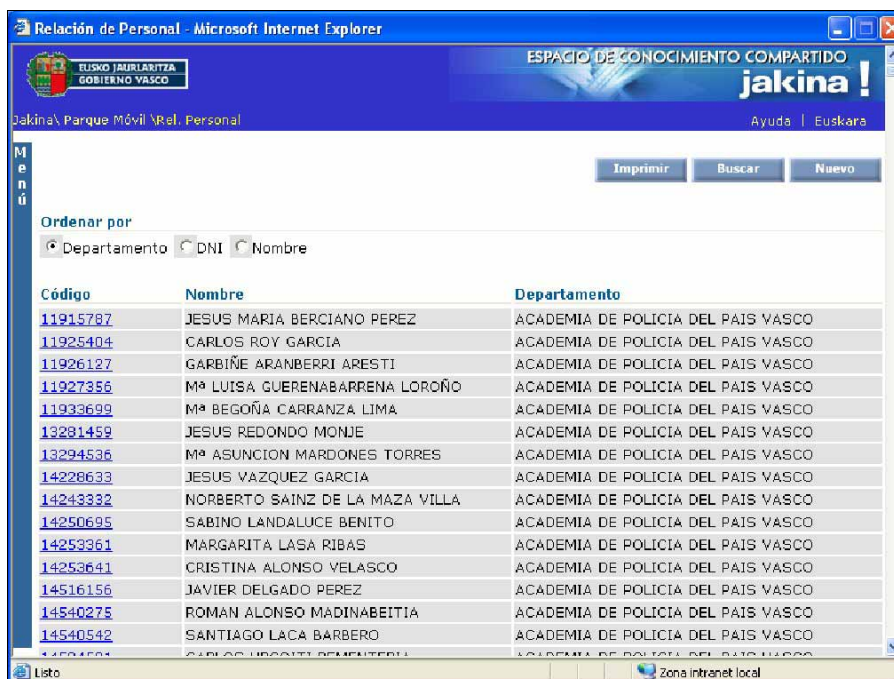 Relación de Personal - Microsoft Internet Explorer
EUSKO JAURLARITZA
GOBIERNO VASCO
ESPACIO DE CONOCIMIENTO COMPARTIDO
jakina!
Jakina\ Parque Móvil \Rel. Personal
Ayuda | Euskara
Menú
Imprimir Buscar Nuevo
Ordenar por
Departamento DNI Nombre
Código Nombre Departamento
11915787 JESUS MARIA BERCIANO PEREZ ACADEMIA DE POLICIA DEL PAIS VASCO
11925404 CARLOS ROY GARCIA ACADEMIA DE POLICIA DEL PAIS VASCO
11926127 GARBIÑE ARANBERRI ARESTI ACADEMIA DE POLICIA DEL PAIS VASCO
11927356 Mª LUISA GUERENABARRENA LOROÑO ACADEMIA DE POLICIA DEL PAIS VASCO
11933699 Mª BEGOÑA CARRANZA LIMA ACADEMIA DE POLICIA DEL PAIS VASCO
13281459 JESUS REDONDO MONJE ACADEMIA DE POLICIA DEL PAIS VASCO
13294536 Mª ASUNCION MARDONES TORRES ACADEMIA DE POLICIA DEL PAIS VASCO
14228633 JESUS VAZQUEZ GARCIA ACADEMIA DE POLICIA DEL PAIS VASCO
14243332 NORBERTO SAINZ DE LA MAZA VILLA ACADEMIA DE POLICIA DEL PAIS VASCO
14250695 SABINO LANDALUCE BENITO ACADEMIA DE POLICIA DEL PAIS VASCO
14253361 MARGARITA LASA RIBAS ACADEMIA DE POLICIA DEL PAIS VASCO
14253641 CRISTINA ALONSO VELASCO ACADEMIA DE POLICIA DEL PAIS VASCO
14516156 JAVIER DELGADO PEREZ ACADEMIA DE POLICIA DEL PAIS VASCO
14540275 ROMAN ALONSO MADINABEITIA ACADEMIA DE POLICIA DEL PAIS VASCO
14540542 SANTIAGO LACA BARBERO ACADEMIA DE POLICIA DEL PAIS VASCO
CARLOS ACADEMIA DE POLICIA DEL PAIS VASCO
Listo Zona intranet local